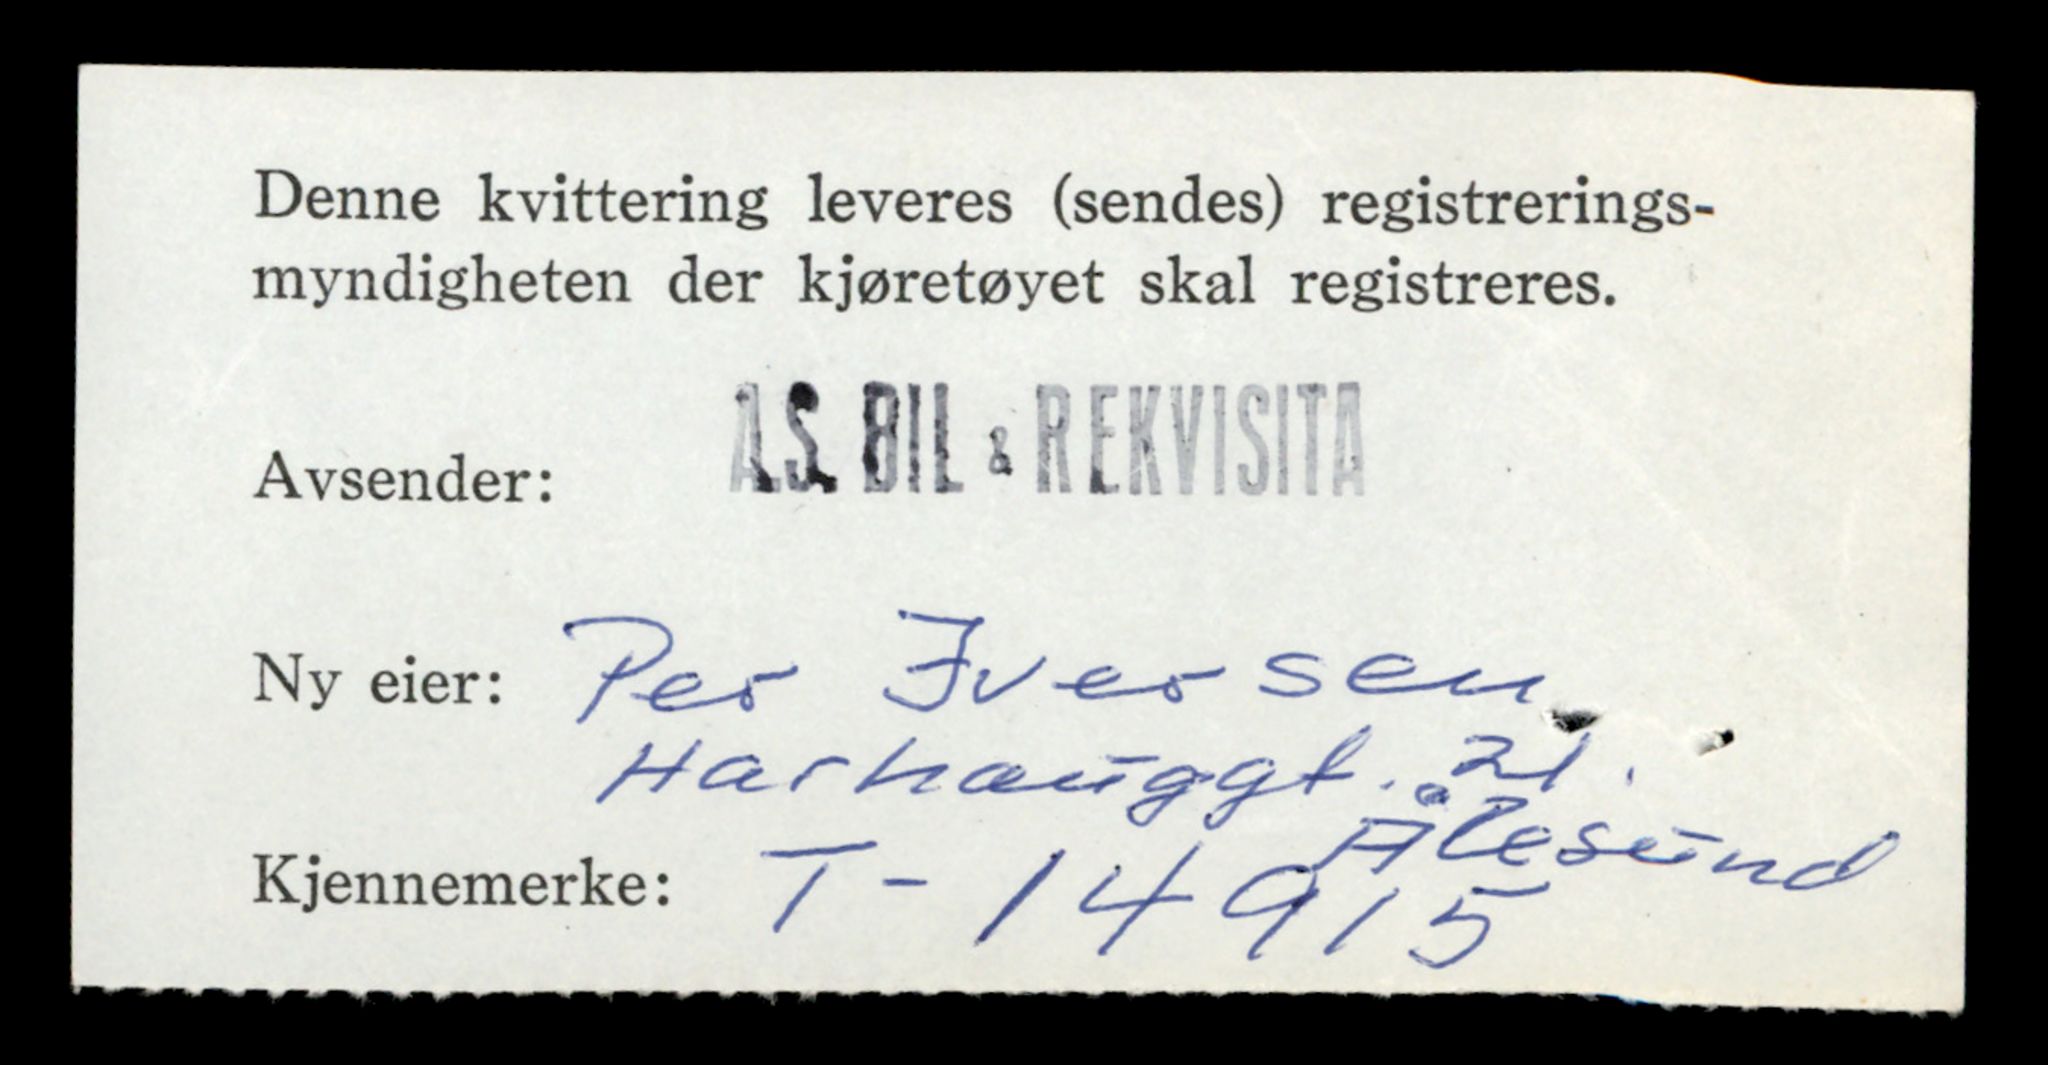 Denne kvittering leveres (sendes) registrerings-
myndigheten der kjøretøyet skal registreres.
Avsender: A.S. BIL & REKVISITA
Ny eier: Per Iversen
Harhauggt. 21.
Ålesund
Kjennemerke: T-14915